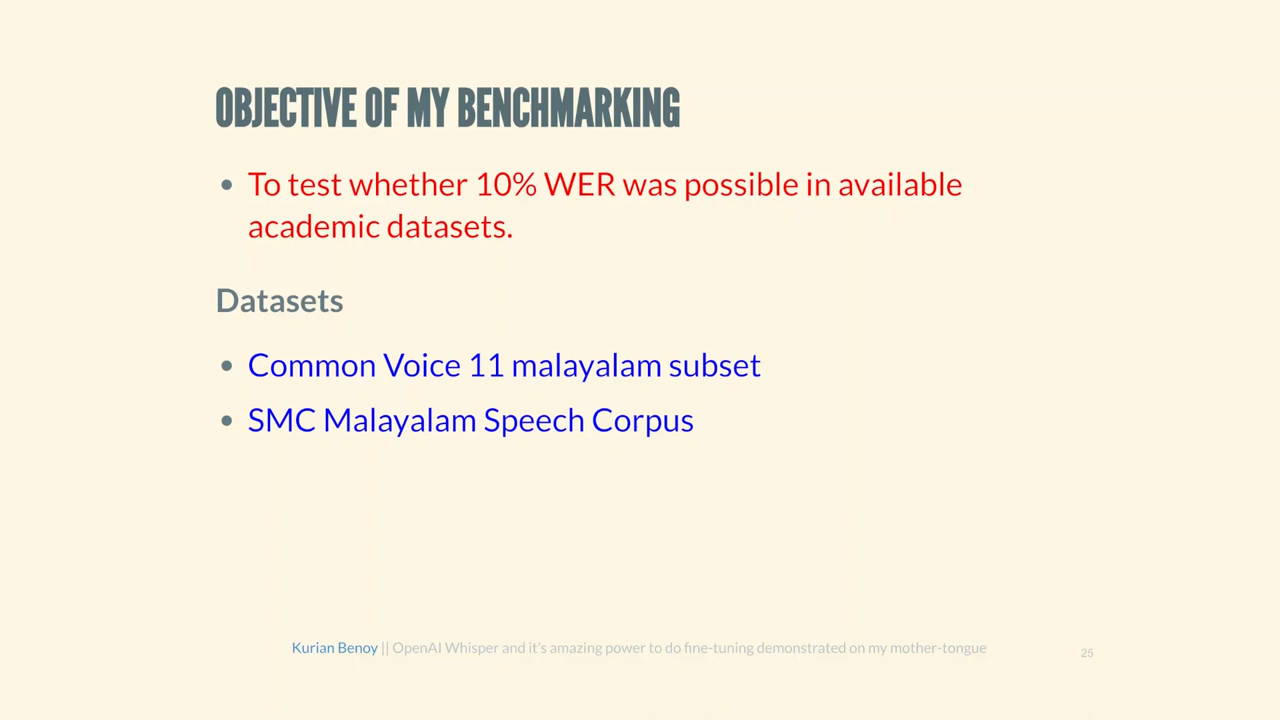 OBJECTIVE OF MY BENCHMARKING
• To test whether 10% WER was possible in available
academic datasets.
Datasets
• Common Voice 11 malayalam subset
• SMC Malayalam Speech Corpus
Kurian Benoy || OpenAI Whisper and it's amazing power to do fine-tuning demonstrated on my mother-tongue
25